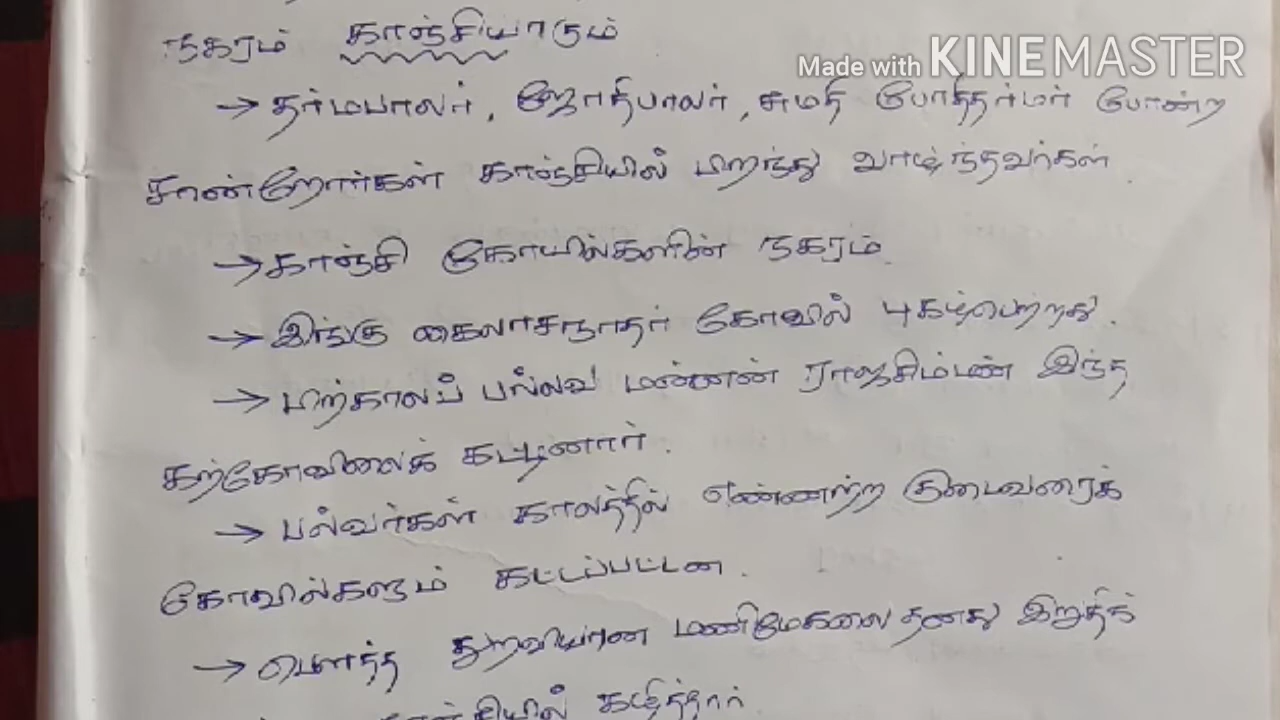 நகரம் காஞ்சியாகும்
Made with KINEMASTER
→ தர்மபாலர், ஜோதிபாலர், சுமதி போதிதர்மர் போன்ற
சான்றோர்கள் காஞ்சியில் பிறந்து வாழ்ந்தவர்கள்.
→ காஞ்சி கோயில்களின் நகரம்.
→ இங்கு கைலாசநாதர் கோவில் புகழ்பெற்றது.
→ பிற்காலப் பல்லவ மன்னன் ராஜசிம்மன் இந்த
கற்கோவிலைக் கட்டினார்.
→ பல்வர்கள் காலத்தில் எண்ணற்ற குடைவரைக்
கோவில்களும் கட்டப்பட்டன.
→ பௌத்த துறவியான மணிமேகலை தனது இறுதிக்
கழித்தார்